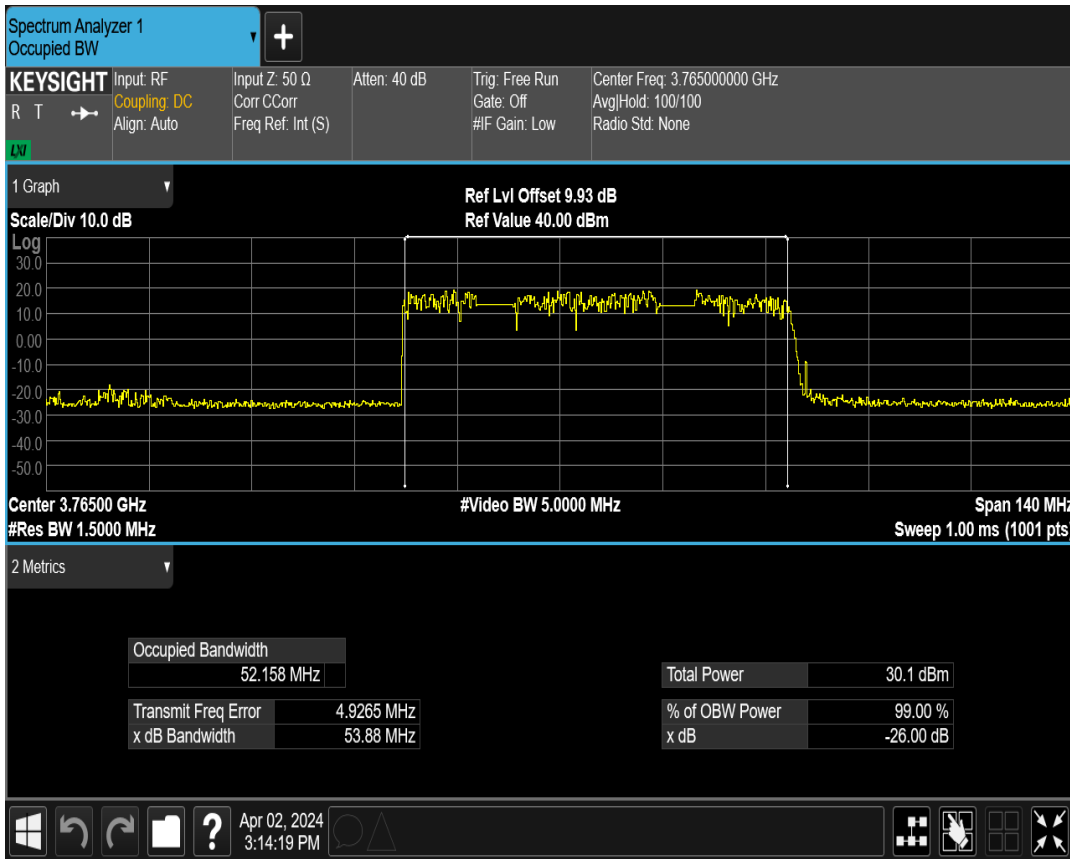 Spectrum Analyzer 1
Occupied BW
KEYSIGHT
R T
LXI
Input: RF
Coupling: DC
Align: Auto
Input Z: 50 Ω
Corr CCorr
Freq Ref: Int (S)
Atten: 40 dB
Trig: Free Run
Gate: Off
#IF Gain: Low
Center Freq: 3.765000000 GHz
Avg|Hold: 100/100
Radio Std: None
1 Graph
Scale/Div 10.0 dB
Ref Lvl Offset 9.93 dB
Ref Value 40.00 dBm
Log
30.0
20.0
10.0
0.00
-10.0
-20.0
-30.0
-40.0
-50.0
Center 3.76500 GHz
#Video BW 5.0000 MHz
Span 140 MHz
#Res BW 1.5000 MHz
Sweep 1.00 ms (1001 pts)
2 Metrics
Occupied Bandwidth
52.158 MHz
Total Power 30.1 dBm
Transmit Freq Error 4.9265 MHz
% of OBW Power 99.00 %
x dB Bandwidth 53.88 MHz
x dB -26.00 dB
?
Apr 02, 2024
3:14:19 PM